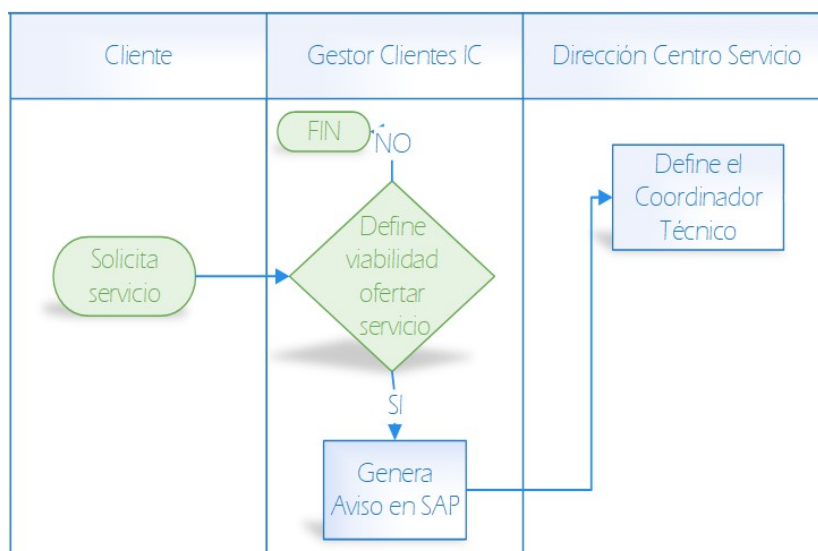 Cliente
Gestor Clientes IC
Dirección Centro Servicio
FIN
NO
Define el
Coordinador
Técnico
Define
viabilidad
ofertar
servicio
Solicita
servicio
SI
Genera
Aviso en SAP